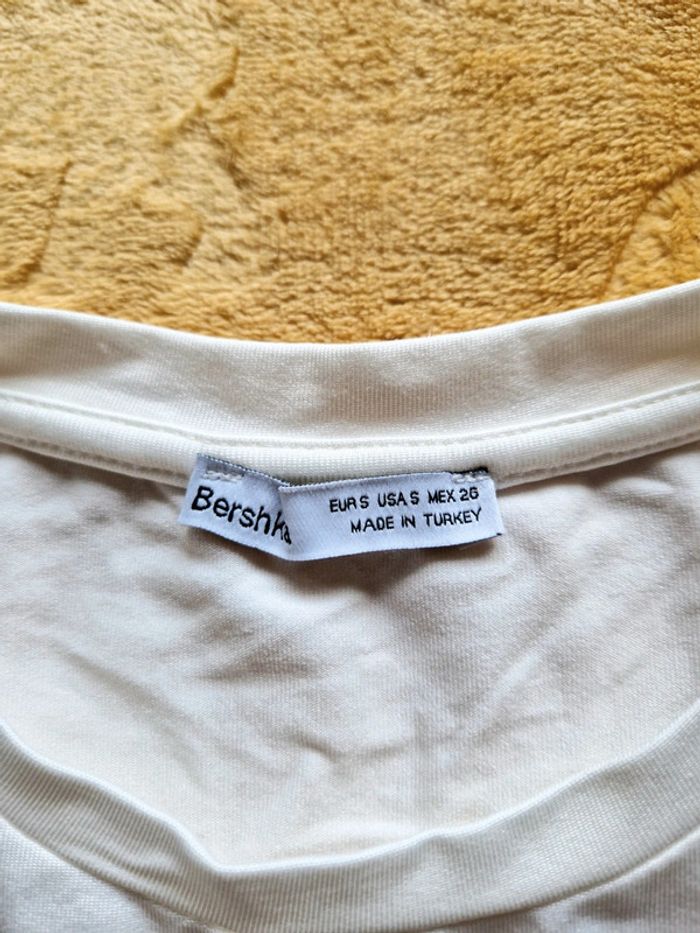 Bershka
EUR S USA S MEX 26
MADE IN TURKEY